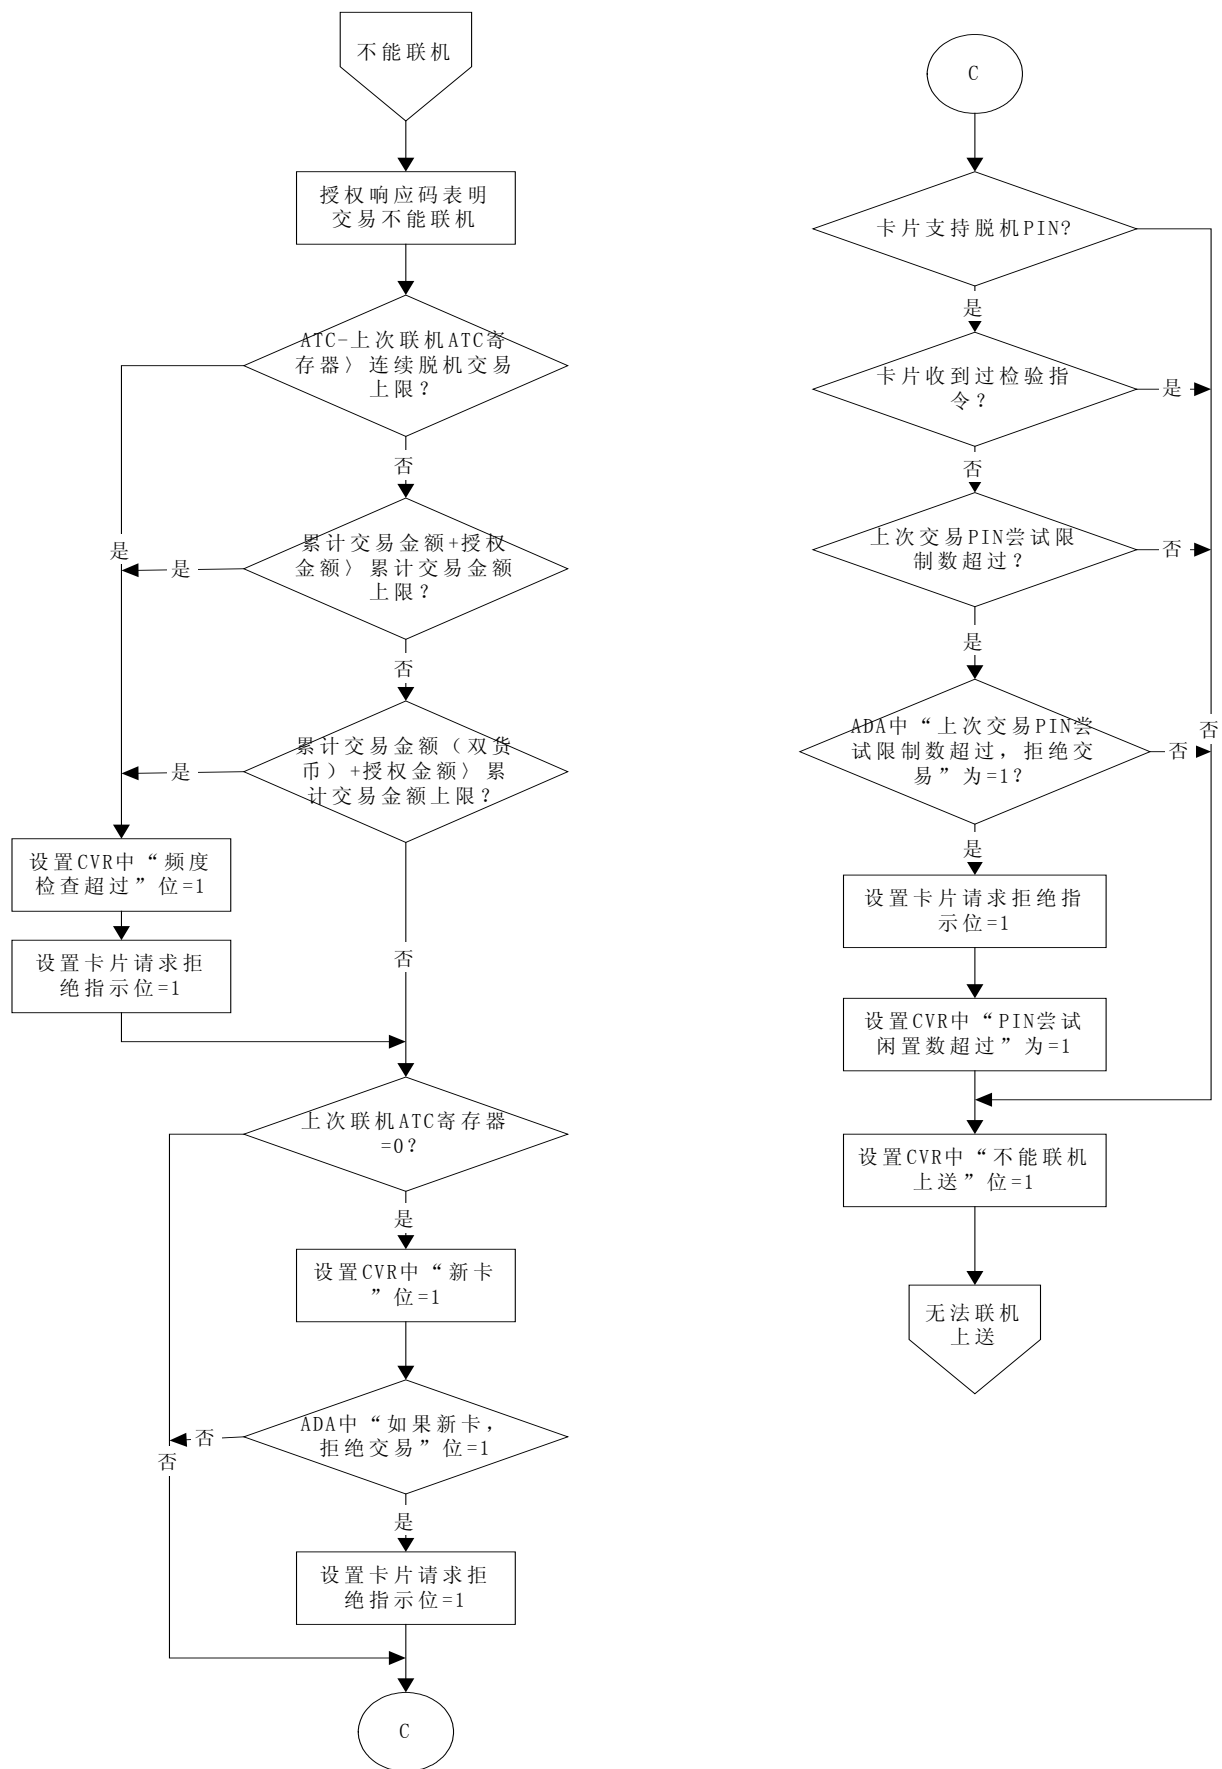 不能联机
授权响应码表明
交易不能联机
ATC-上次联机ATC寄
存器〉连续脱机交易
上限？
是
否
累计交易金额+授权
金额〉累计交易金额
上限？
是
否
累计交易金额（双货
币）+授权金额〉累
计交易金额上限？
是
否
设置CVR中“频度
检查超过”位=1
设置卡片请求拒
绝指示位=1
上次联机ATC寄存器
=0?
否
是
设置CVR中“新卡
”位=1
ADA中“如果新卡，
拒绝交易”位=1
否
是
设置卡片请求拒
绝指示位=1
C
C
卡片支持脱机PIN?
否
是
卡片收到过检验指
令？
是
否
上次交易PIN尝试限
制数超过？
否
是
ADA中“上次交易PIN尝
试限制数超过，拒绝交
易”为=1?
否
是
设置卡片请求拒绝指
示位=1
设置CVR中“PIN尝试
闲置数超过”为=1
设置CVR中“不能联机
上送”位=1
无法联机
上送